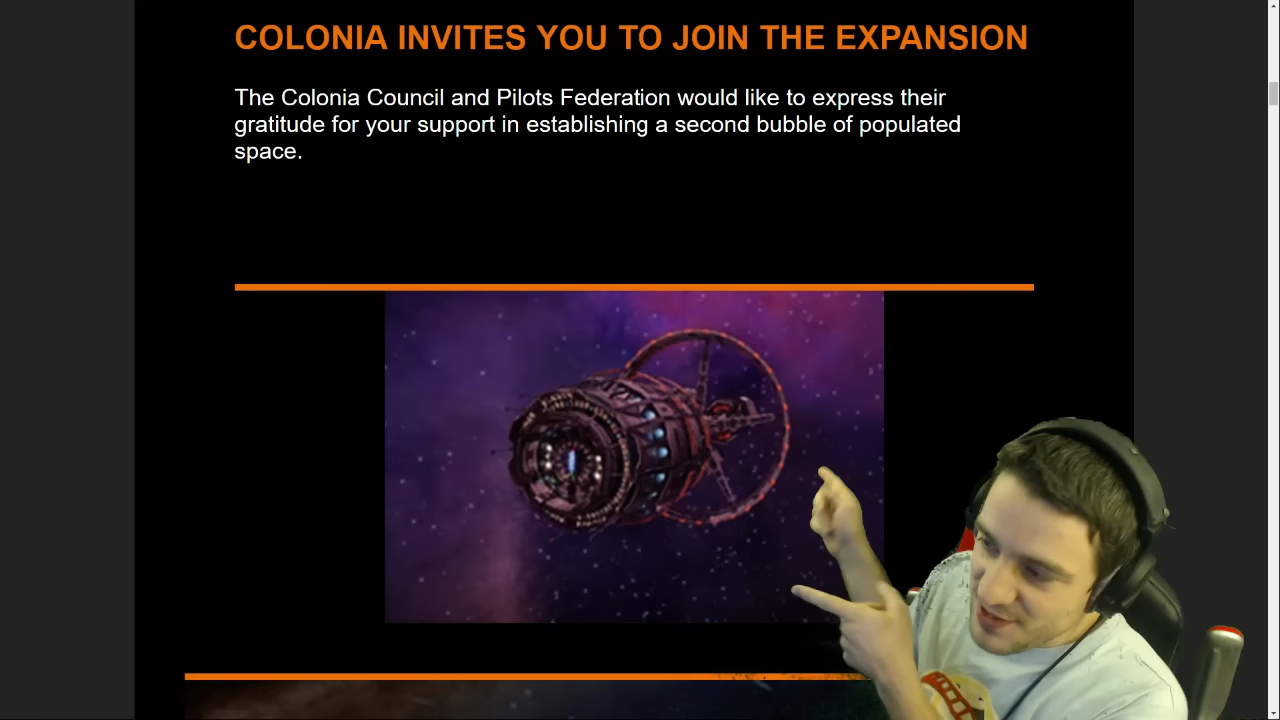 COLONIA INVITES YOU TO JOIN THE EXPANSION
The Colonia Council and Pilots Federation would like to express their
gratitude for your support in establishing a second bubble of populated
space.